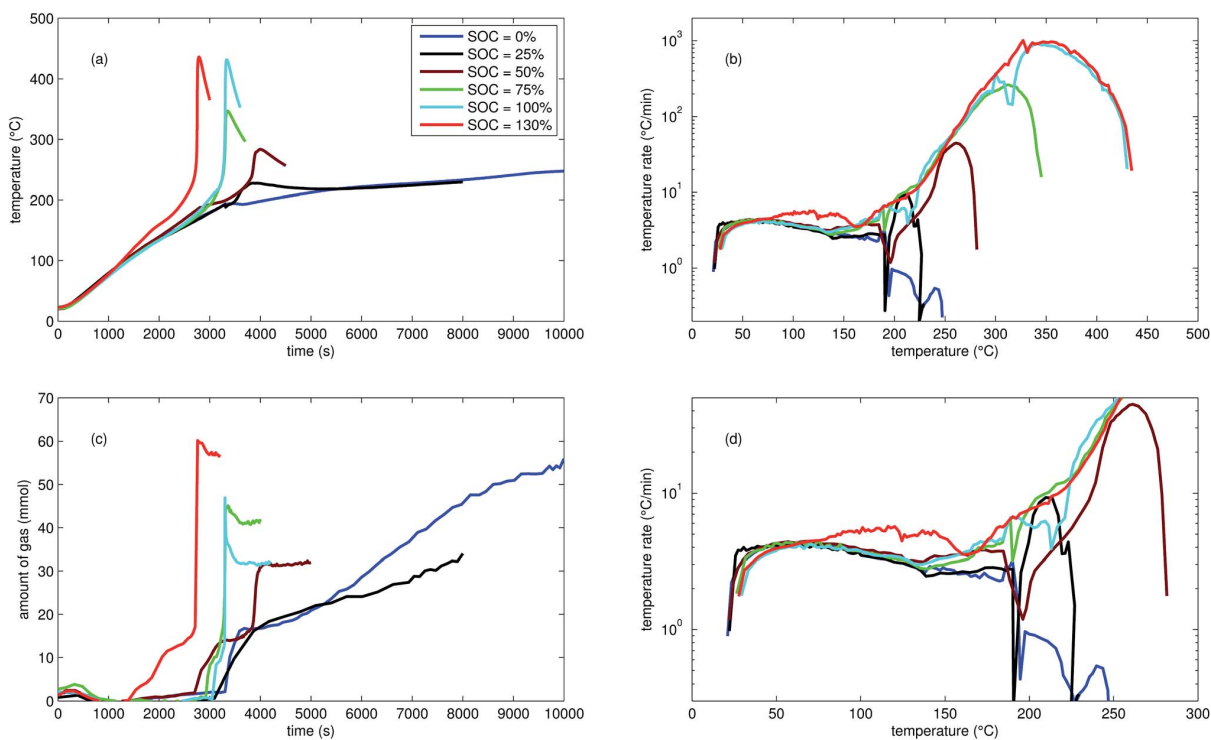 (a)
500
400
300
200
100
0
temperature (°C)
0 1000 2000 3000 4000 5000 6000 7000 8000 9000 10000
time (s)
SOC = 0%
SOC = 25%
SOC = 50%
SOC = 75%
SOC = 100%
SOC = 130%
(b)
10³
10²
10¹
10⁰
temperature rate (°C/min)
0 50 100 150 200 250 300 350 400 450 500
temperature (°C)
(c)
70
60
50
40
30
20
10
0
amount of gas (mmol)
0 1000 2000 3000 4000 5000 6000 7000 8000 9000 10000
time (s)
(d)
10¹
10⁰
temperature rate (°C/min)
0 50 100 150 200 250 300
temperature (°C)